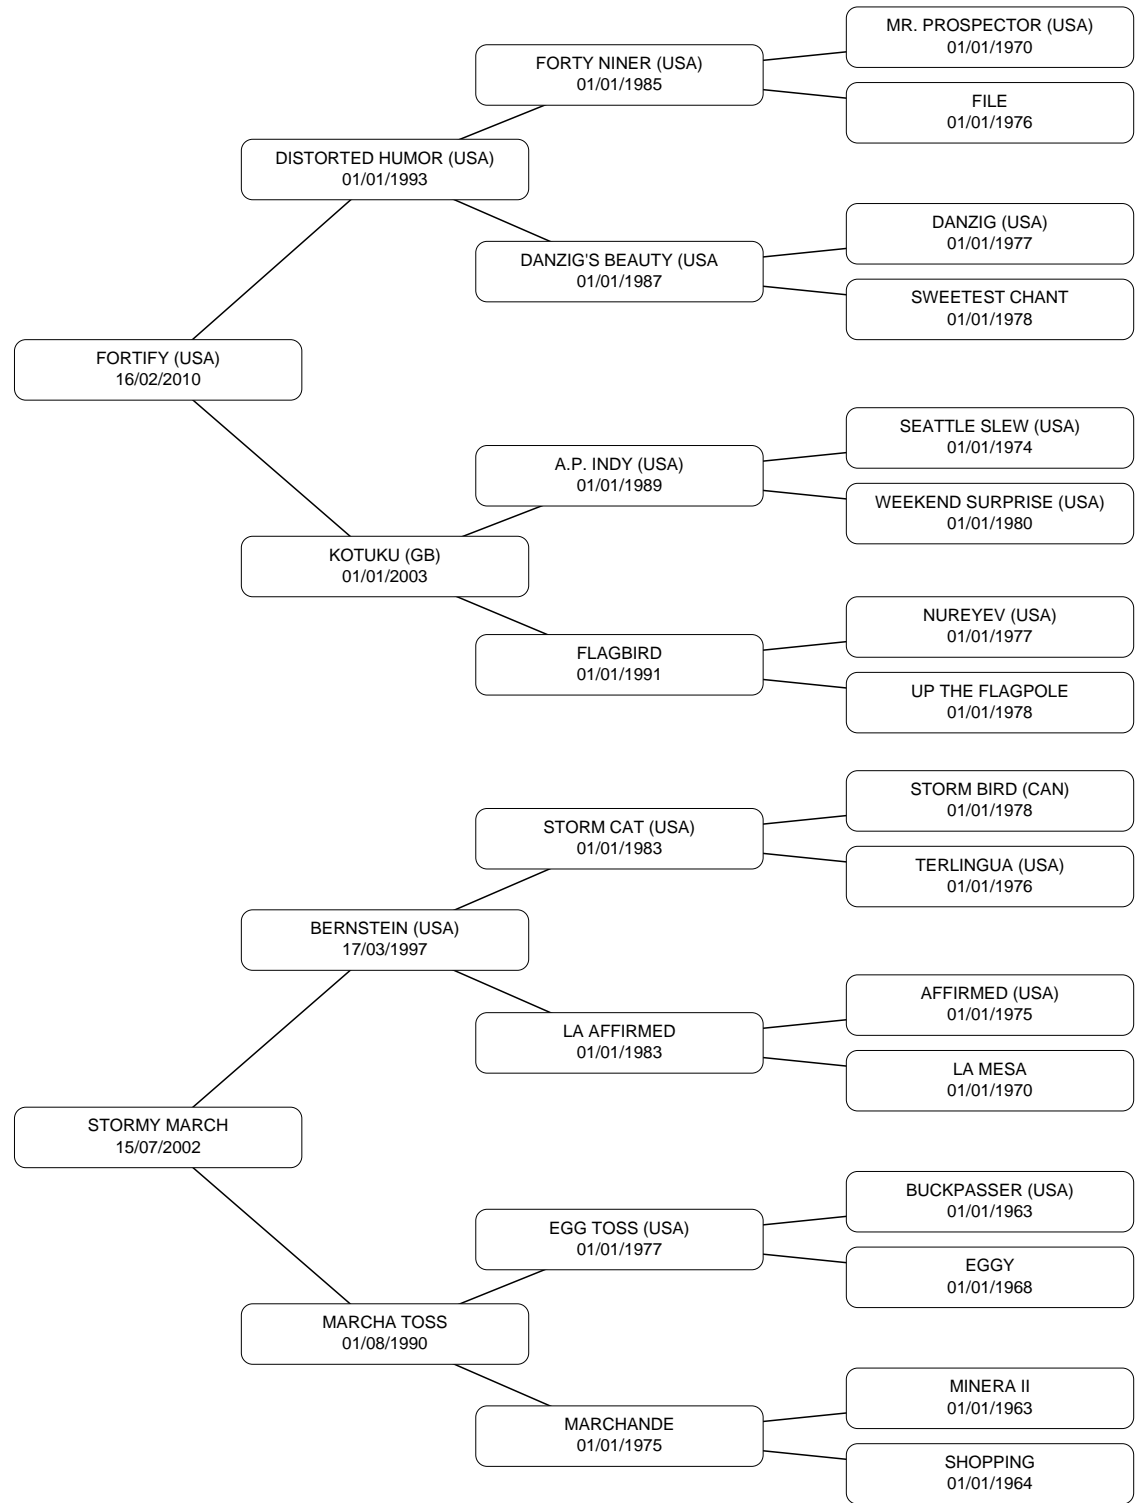 MR. PROSPECTOR (USA)
01/01/1970
FORTY NINER (USA)
01/01/1985
FILE
01/01/1976
DISTORTED HUMOR (USA)
01/01/1993
DANZIG (USA)
01/01/1977
DANZIG'S BEAUTY (USA
01/01/1987
SWEETEST CHANT
01/01/1978
FORTIFY (USA)
16/02/2010
SEATTLE SLEW (USA)
01/01/1974
A.P. INDY (USA)
01/01/1989
WEEKEND SURPRISE (USA)
01/01/1980
KOTUKU (GB)
01/01/2003
NUREYEV (USA)
01/01/1977
FLAGBIRD
01/01/1991
UP THE FLAGPOLE
01/01/1978
STORM BIRD (CAN)
01/01/1978
STORM CAT (USA)
01/01/1983
TERLINGUA (USA)
01/01/1976
BERNSTEIN (USA)
17/03/1997
AFFIRMED (USA)
01/01/1975
LA AFFIRMED
01/01/1983
LA MESA
01/01/1970
STORMY MARCH
15/07/2002
BUCKPASSER (USA)
01/01/1963
EGG TOSS (USA)
01/01/1977
EGGY
01/01/1968
MARCHA TOSS
01/08/1990
MINERA II
01/01/1963
MARCHANDE
01/01/1975
SHOPPING
01/01/1964